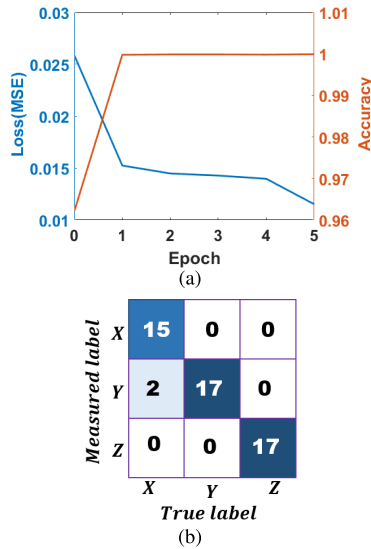 0.03
1.01
0.025
1
0.99
0.02
0.98
0.015
0.97
0.01
0.96
Loss(MSE)
Accuracy
0 1 2 3 4 5
Epoch
(a)
Measured label
X 15 0 0
Y 2 17 0
Z 0 0 17
X Y Z
True label
(b)